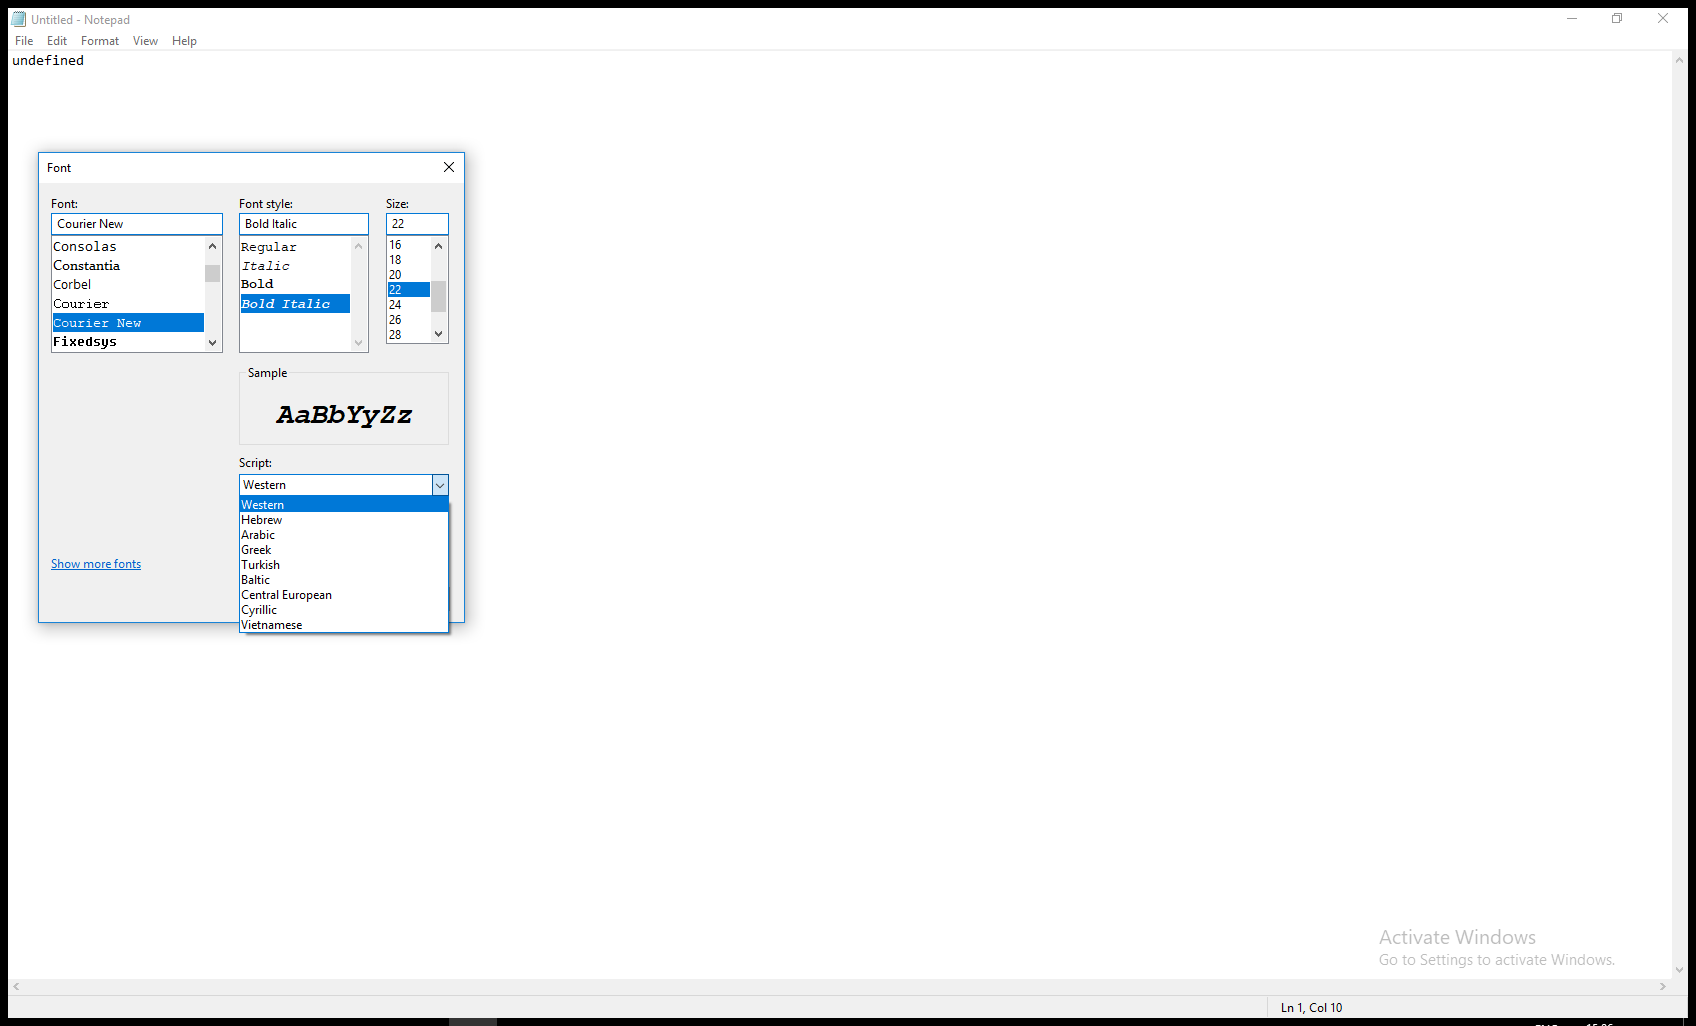 Untitled - Notepad
File Edit Format View Help
undefined
Font
Font:
Courier New
Consolas
Constantia
Corbel
Courier
Courier New
Fixedsys
Font style:
Bold Italic
Regular
Italic
Bold
Bold Italic
Size:
22
16
18
20
22
24
26
28
Sample
AaBbYyZz
Script:
Western
Western
Hebrew
Arabic
Greek
Turkish
Baltic
Central European
Cyrillic
Vietnamese
Show more fonts
Activate Windows
Go to Settings to activate Windows.
Ln 1, Col 10